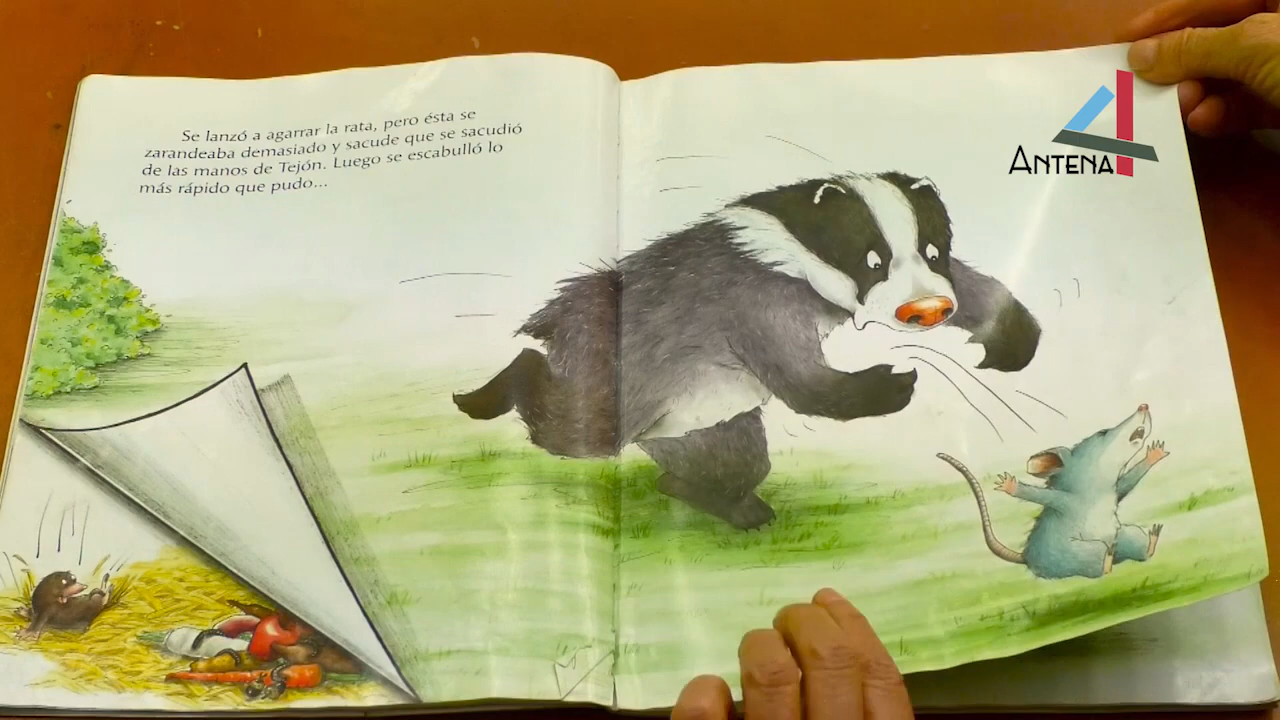 Se lanzó a agarrar la rata, pero ésta se
zarandeaba demasiado y sacude que se sacudió
de las manos de Tejón. Luego se escabulló lo
más rápido que pudo...
ANTENA 4